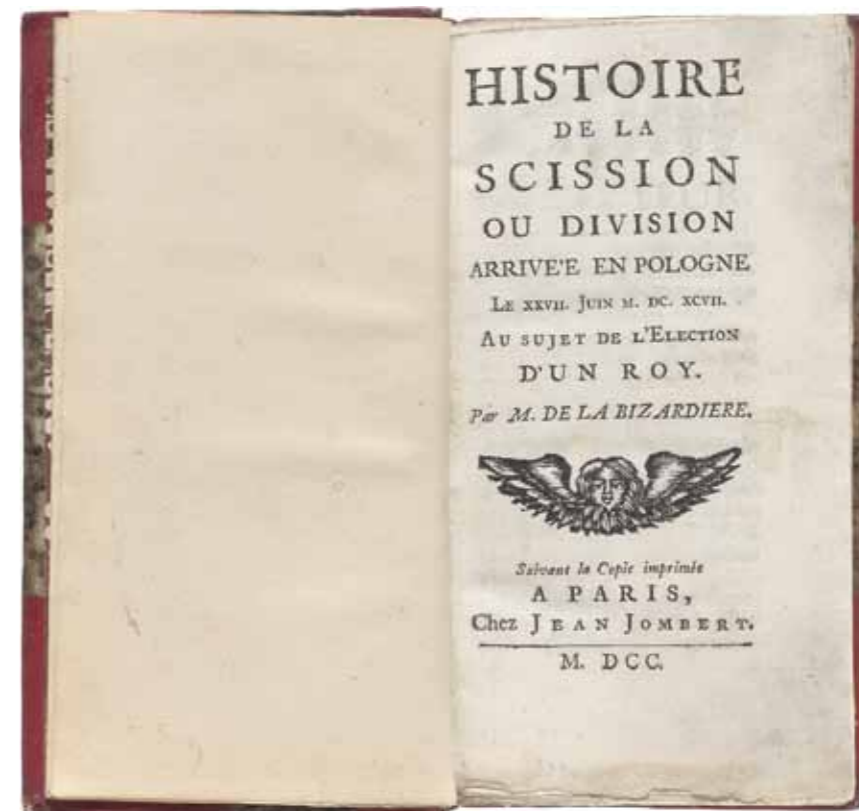 HISTOIRE
DE LA
SCISSION
OU DIVISION
ARRIVE'E EN POLOGNE
LE XXVII. JUIN M. DC. XCVII.
AU SUJET DE L'ELECTION
D'UN ROY.
Par M. DE LA BIZARDIERE.
Suivant la Copie imprimée
A PARIS,
Chez JEAN JOMBERT.
M. DCC.